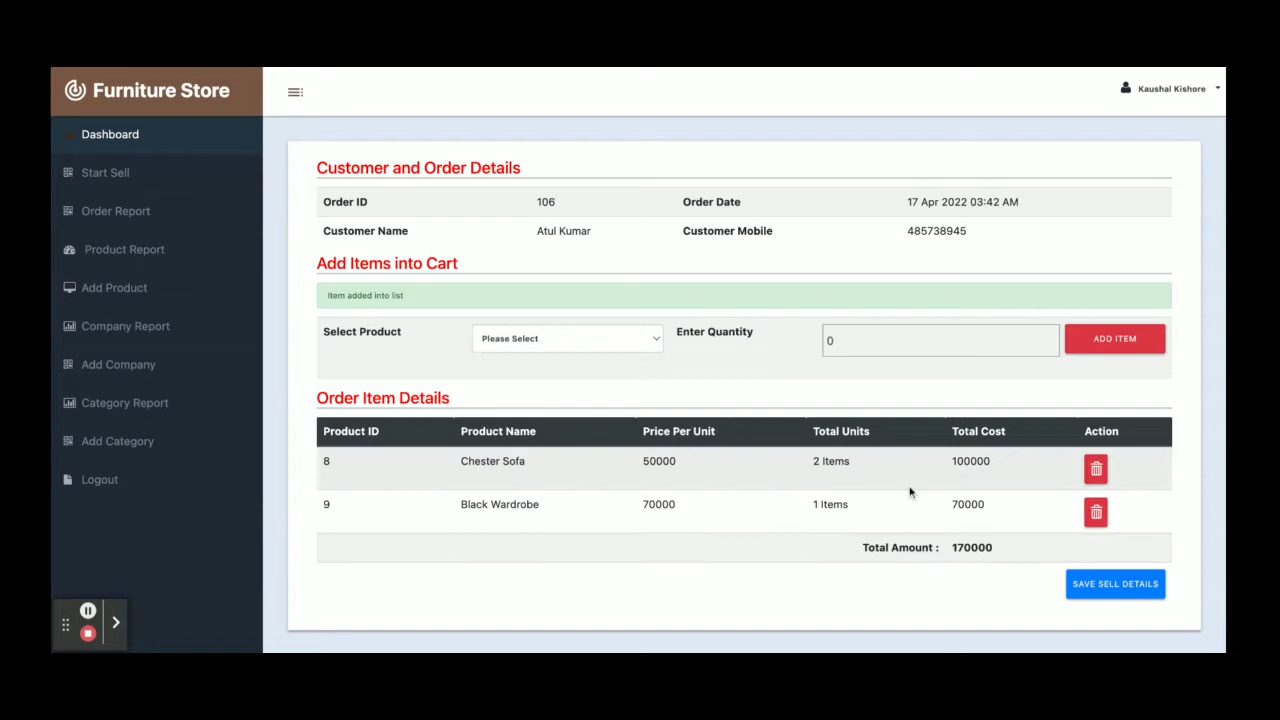 Furniture Store
Kaushal Kishore
Dashboard
Start Sell
Order Report
Product Report
Add Product
Company Report
Add Company
Category Report
Add Category
Logout
Customer and Order Details
Order ID 106 Order Date 17 Apr 2022 03:42 AM
Customer Name Atul Kumar Customer Mobile 485738945
Add Items into Cart
Item added into list
Select Product Please Select Enter Quantity 0 ADD ITEM
Order Item Details
Product ID Product Name Price Per Unit Total Units Total Cost Action
8 Chester Sofa 50000 2 Items 100000
9 Black Wardrobe 70000 1 Items 70000
Total Amount : 170000
SAVE SELL DETAILS